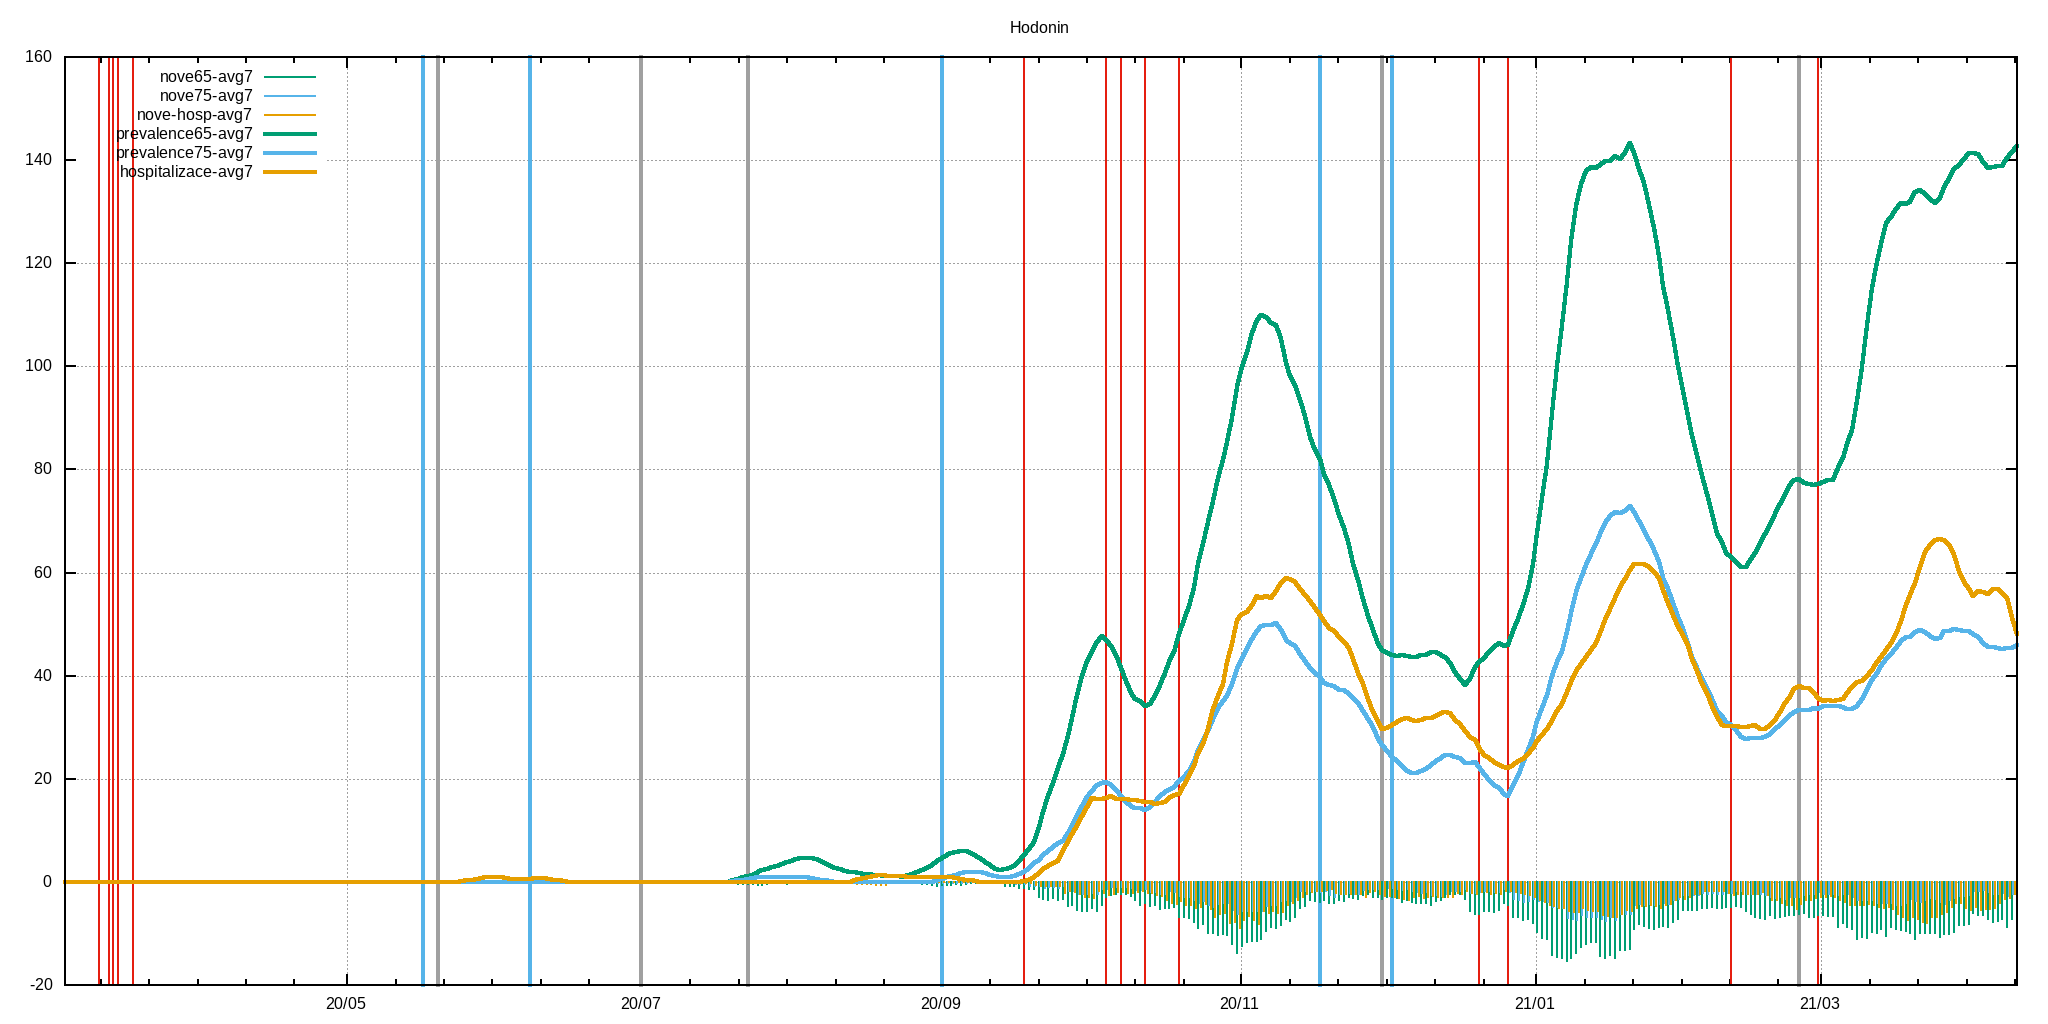 Hodonin
160
140
120
100
80
60
40
20
0
-20
nove65-avg7
nove75-avg7
nove-hosp-avg7
prevalence65-avg7
prevalence75-avg7
hospitalizace-avg7
20/05
20/07
20/09
20/11
21/01
21/03